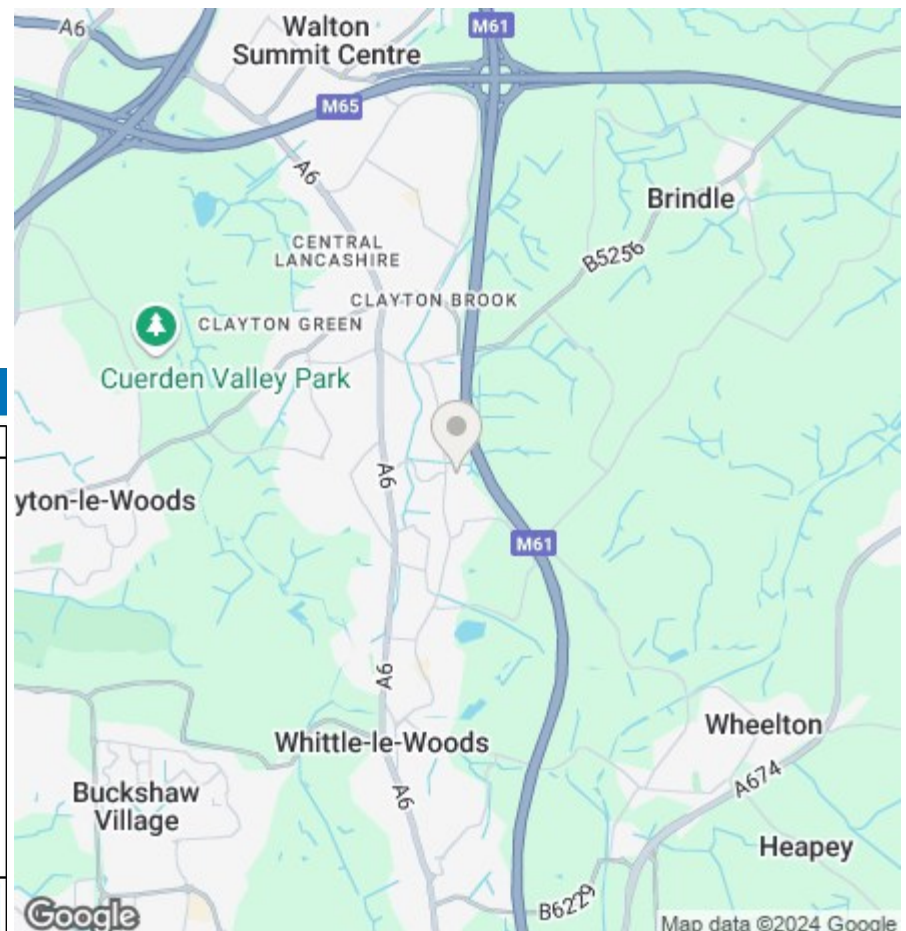 A6
Walton
Summit Centre
M61
M65
A6
Brindle
CENTRAL
LANCASHIRE
B5256
CLAYTON BROOK
CLAYTON GREEN
Cuerden Valley Park
A6
yton-le-Woods
M61
A6
Wheelton
Whittle-le-Woods
A674
Buckshaw
Village
A6
Heapey
B6229
Google
Map data ©2024 Google